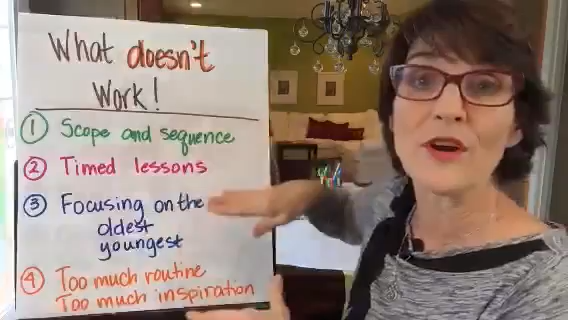 What doesn't
Work!
1 Scope and sequence
2 Timed lessons
3 Focusing on the
oldest
youngest
4 Too much routine
Too much inspiration